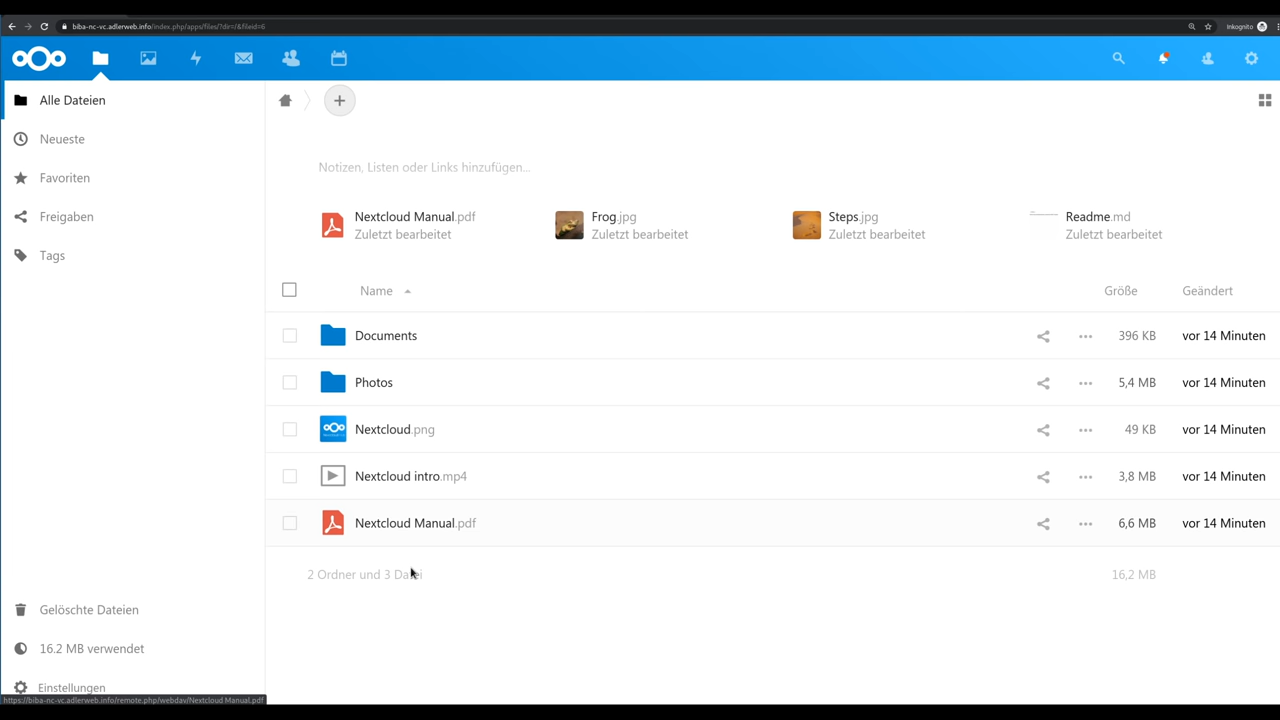 biba-nc-vc.adlerweb.info/index.php/apps/files/?dir=/&fileid=6
Inkognito
Alle Dateien
Neueste
Favoriten
Freigaben
Tags
Notizen, Listen oder Links hinzufügen...
Nextcloud Manual.pdf
Zuletzt bearbeitet
Frog.jpg
Zuletzt bearbeitet
Steps.jpg
Zuletzt bearbeitet
Readme.md
Zuletzt bearbeitet
Name Größe Geändert
Documents 396 KB vor 14 Minuten
Photos 5,4 MB vor 14 Minuten
Nextcloud.png 49 KB vor 14 Minuten
Nextcloud intro.mp4 3,8 MB vor 14 Minuten
Nextcloud Manual.pdf 6,6 MB vor 14 Minuten
2 Ordner und 3 Datei 16,2 MB
Gelöschte Dateien
16.2 MB verwendet
Einstellungen
https://biba-nc-vc.adlerweb.info/remote.php/webdav/Nextcloud Manual.pdf